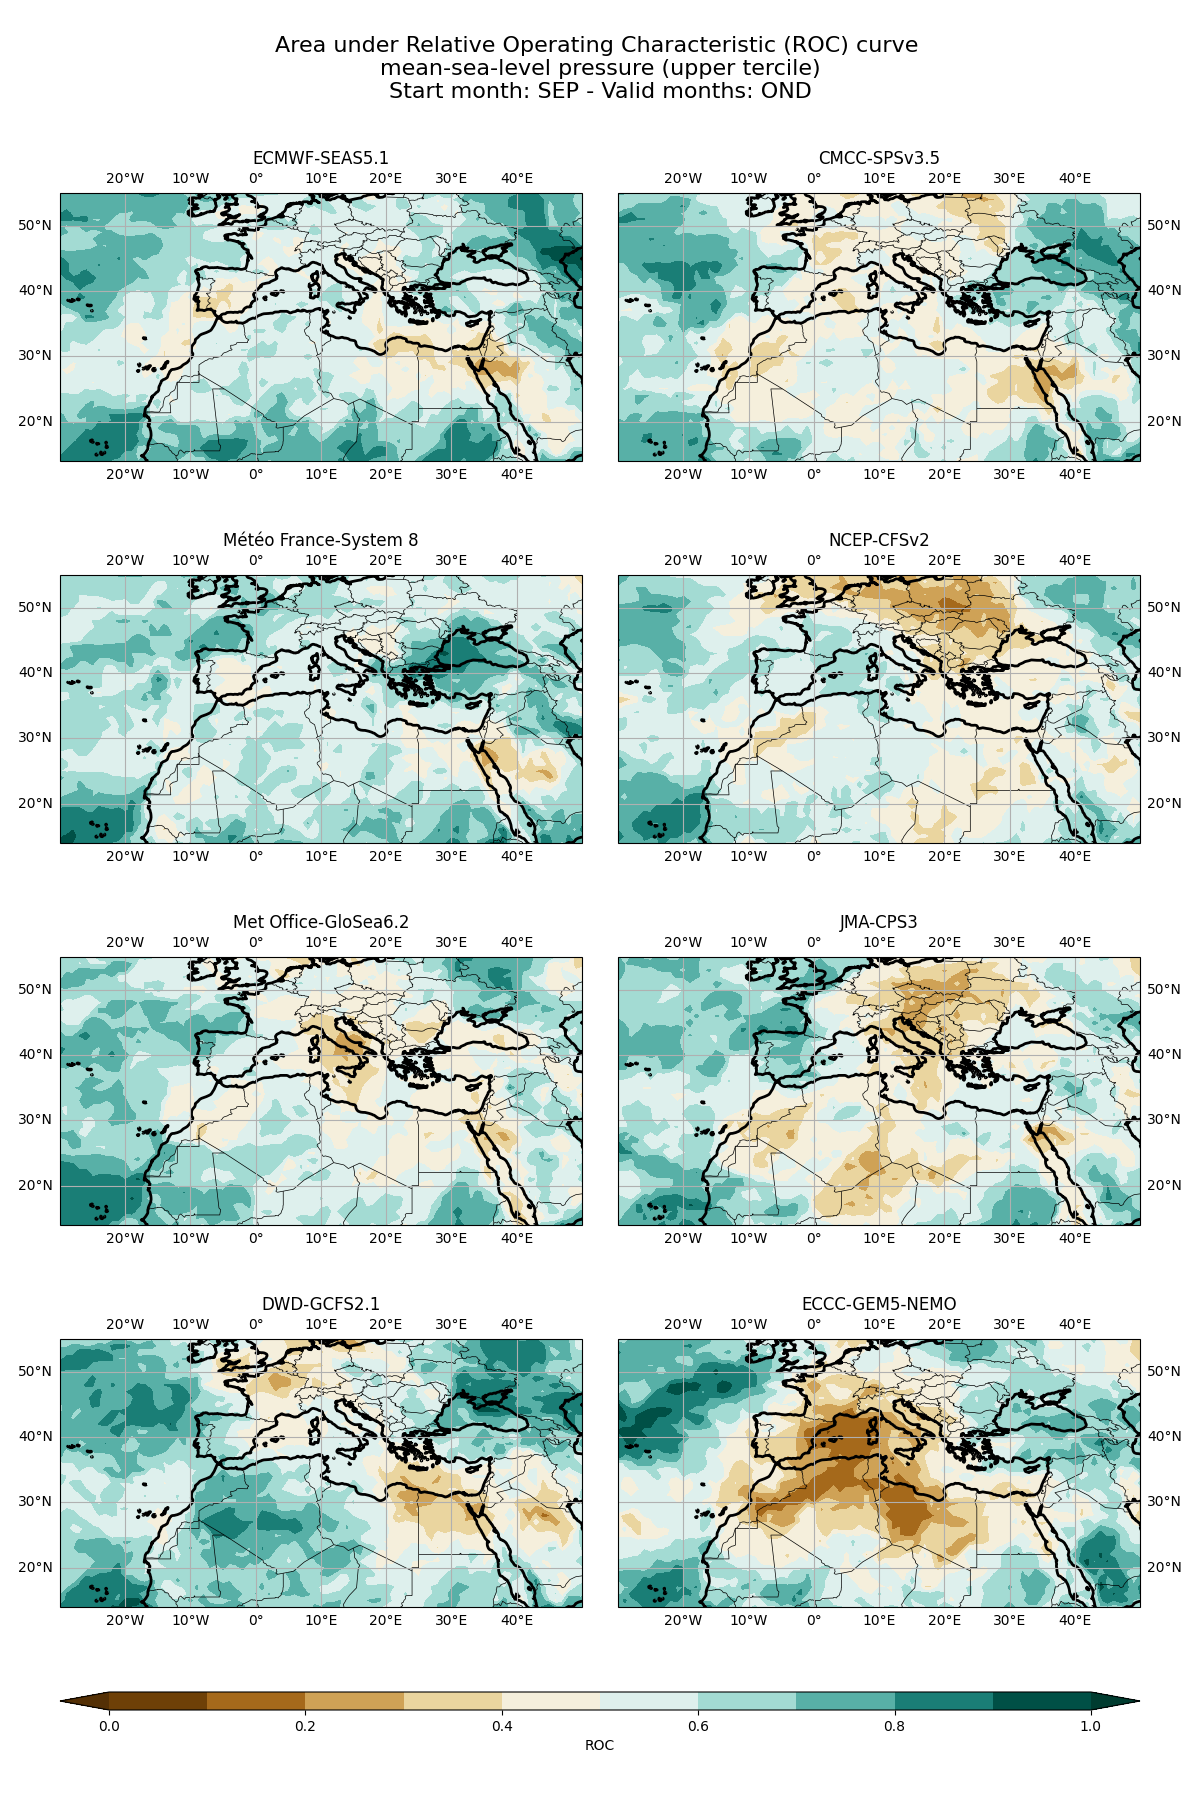 Area under Relative Operating Characteristic (ROC) curve
mean-sea-level pressure (upper tercile)
Start month: SEP - Valid months: OND
ECMWF-SEAS5.1
20°W 10°W 0° 10°E 20°E 30°E 40°E
50°N
40°N
30°N
20°N
20°W 10°W 0° 10°E 20°E 30°E 40°E
CMCC-SPSv3.5
20°W 10°W 0° 10°E 20°E 30°E 40°E
50°N
40°N
30°N
20°N
20°W 10°W 0° 10°E 20°E 30°E 40°E
Météo France-System 8
20°W 10°W 0° 10°E 20°E 30°E 40°E
50°N
40°N
30°N
20°N
20°W 10°W 0° 10°E 20°E 30°E 40°E
NCEP-CFSv2
20°W 10°W 0° 10°E 20°E 30°E 40°E
50°N
40°N
30°N
20°N
20°W 10°W 0° 10°E 20°E 30°E 40°E
Met Office-GloSea6.2
20°W 10°W 0° 10°E 20°E 30°E 40°E
50°N
40°N
30°N
20°N
20°W 10°W 0° 10°E 20°E 30°E 40°E
JMA-CPS3
20°W 10°W 0° 10°E 20°E 30°E 40°E
50°N
40°N
30°N
20°N
20°W 10°W 0° 10°E 20°E 30°E 40°E
DWD-GCFS2.1
20°W 10°W 0° 10°E 20°E 30°E 40°E
50°N
40°N
30°N
20°N
20°W 10°W 0° 10°E 20°E 30°E 40°E
ECCC-GEM5-NEMO
20°W 10°W 0° 10°E 20°E 30°E 40°E
50°N
40°N
30°N
20°N
20°W 10°W 0° 10°E 20°E 30°E 40°E
0.0 0.2 0.4 0.6 0.8 1.0
ROC